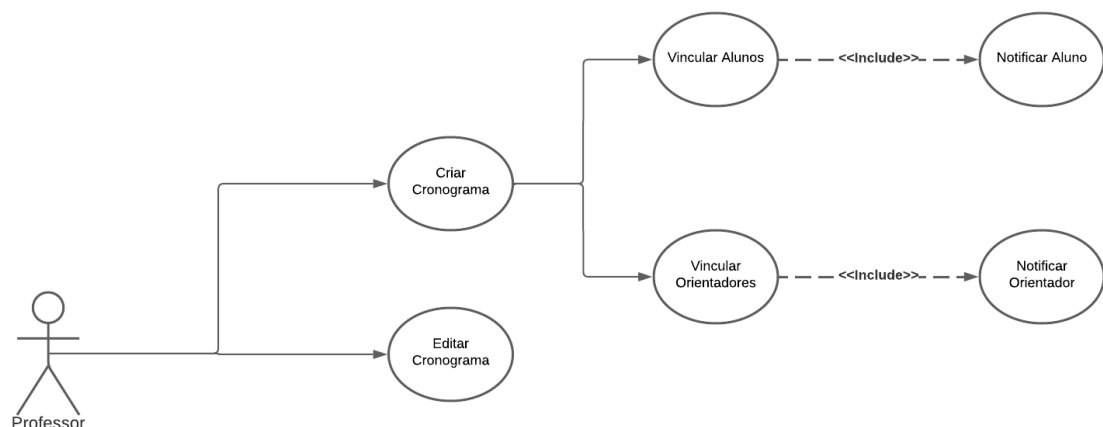 Vincular Alunos
<<Include>>
Notificar Aluno
Criar
Cronograma
Vincular
Orientadores
<<Include>>
Notificar
Orientador
Editar
Cronograma
Professor